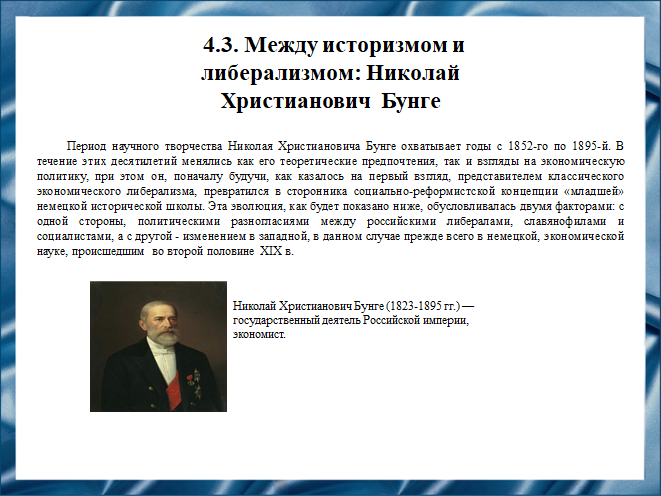 4.3. Между историзмом и
либерализмом: Николай
Христианович Бунге
Период научного творчества Николая Христиановича Бунге охватывает годы с 1852-го по 1895-й. В
течение этих десятилетий менялись как его теоретические предпочтения, так и взгляды на экономическую
политику, при этом он, поначалу будучи, как казалось на первый взгляд, представителем классического
экономического либерализма, превратился в сторонника социально-реформистской концепции «младшей»
немецкой исторической школы. Эта эволюция, как будет показано ниже, обусловливалась двумя факторами: с
одной стороны, политическими разногласиями между российскими либералами, славянофилами и
социалистами, а с другой - изменением в западной, в данном случае прежде всего в немецкой, экономической
науке, происшедшим во второй половине XIX в.
Николай Христианович Бунге (1823-1895 гг.) —
государственный деятель Российской империи,
экономист.